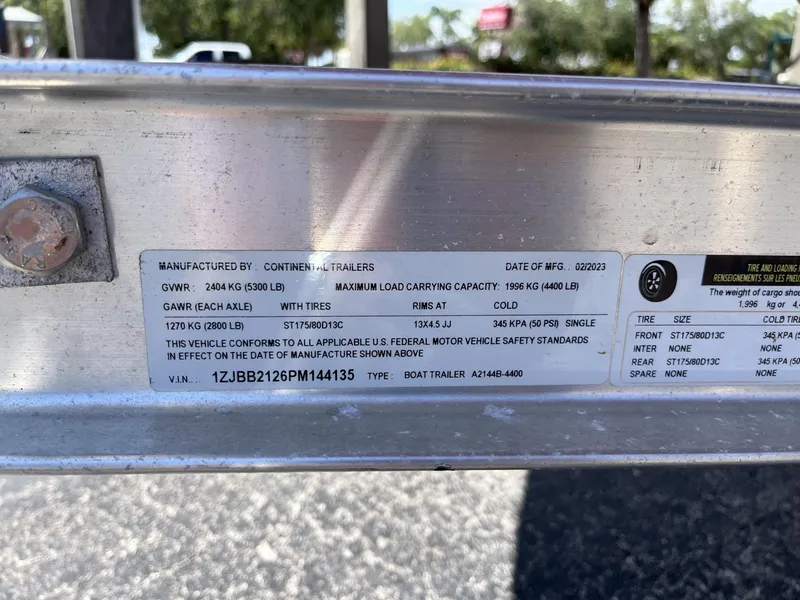 MANUFACTURED BY : CONTINENTAL TRAILERS DATE OF MFG. : 02/2023
GVWR : 2404 KG (5300 LB) MAXIMUM LOAD CARRYING CAPACITY: 1996 KG (4400 LB)
GAWR (EACH AXLE) WITH TIRES RIMS AT COLD
1270 KG (2800 LB) ST175/80D13C 13X4.5 JJ 345 KPA (50 PSI) SINGLE
THIS VEHICLE CONFORMS TO ALL APPLICABLE U.S. FEDERAL MOTOR VEHICLE SAFETY STANDARDS
IN EFFECT ON THE DATE OF MANUFACTURE SHOWN ABOVE
V.I.N.. : 1ZJBB2126PM144135 TYPE : BOAT TRAILER A2144B-4400
TIRE AND LOADING
RENSEIGNEMENTS SUR LES
The weight of cargo
1,996 kg or
TIRE SIZE COLD
FRONT ST175/80D13C 345 KPA
INTER NONE NONE
REAR ST175/80D13C 345 KPA (50
SPARE NONE NONE